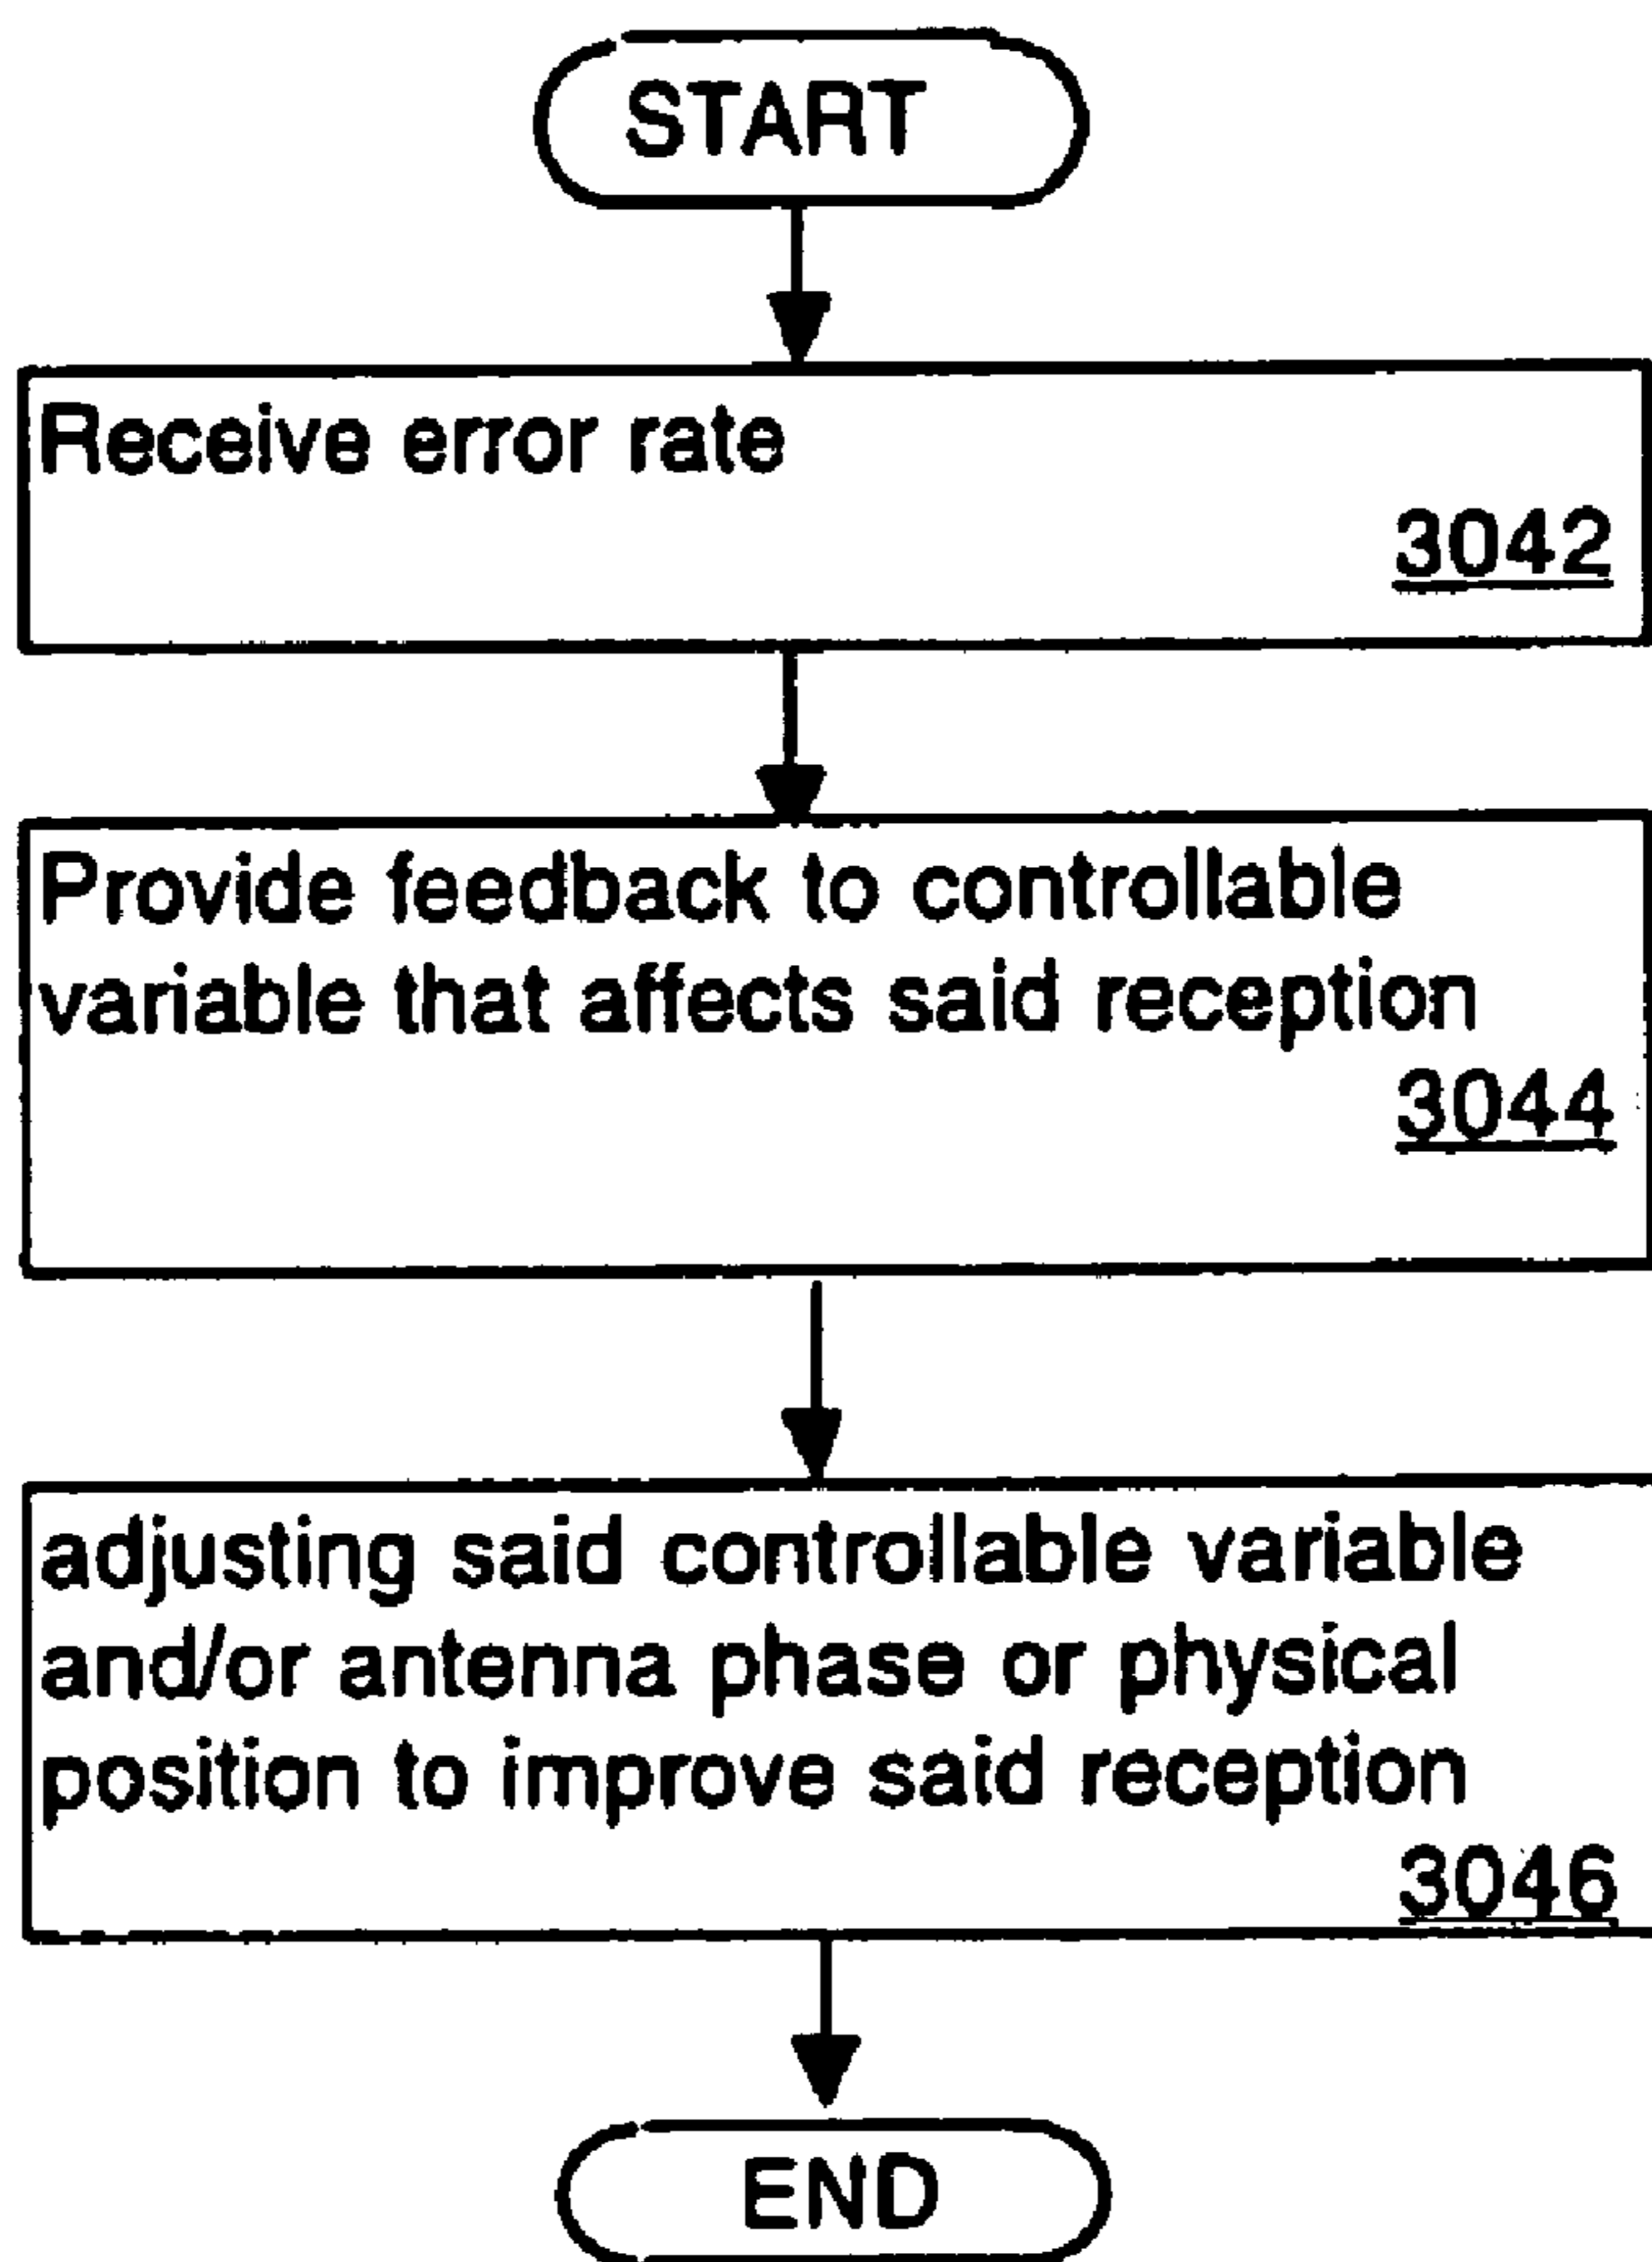 START
Receive error rate
3042
Provide feedback to controllable
variable that affects said reception
3044
adjusting said controllable variable
and/or antenna phase or physical
position to improve said reception
3046
END